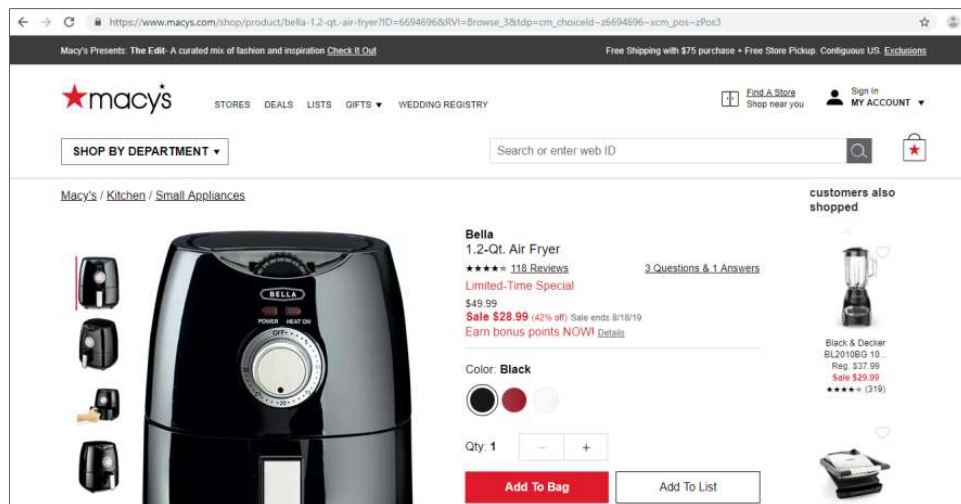 https://www.macys.com/shop/product/bella-1.2-qt.-air-fryer?ID=6694696&RVI=Browse_3&tdp=cm_choiceId~z6694696~xcm_pos~zPos3
Macy's Presents: The Edit- A curated mix of fashion and inspiration Check It Out
Free Shipping with $75 purchase + Free Store Pickup. Contiguous US. Exclusions
macy's
STORES DEALS LISTS GIFTS WEDDING REGISTRY
Find A Store
Shop near you
Sign In
MY ACCOUNT
SHOP BY DEPARTMENT
Search or enter web ID
Macy's / Kitchen / Small Appliances
BELLA
POWER HEAT ON
OFF
Bella
1.2-Qt. Air Fryer
118 Reviews 3 Questions & 1 Answers
Limited-Time Special
$49.99
Sale $28.99 (42% off) Sale ends 8/18/19
Earn bonus points NOW! Details
Color: Black
Qty: 1 - +
Add To Bag Add To List
customers also
shopped
Black & Decker
BL2010BG 10...
Reg. $37.99
Sale $29.99
(319)